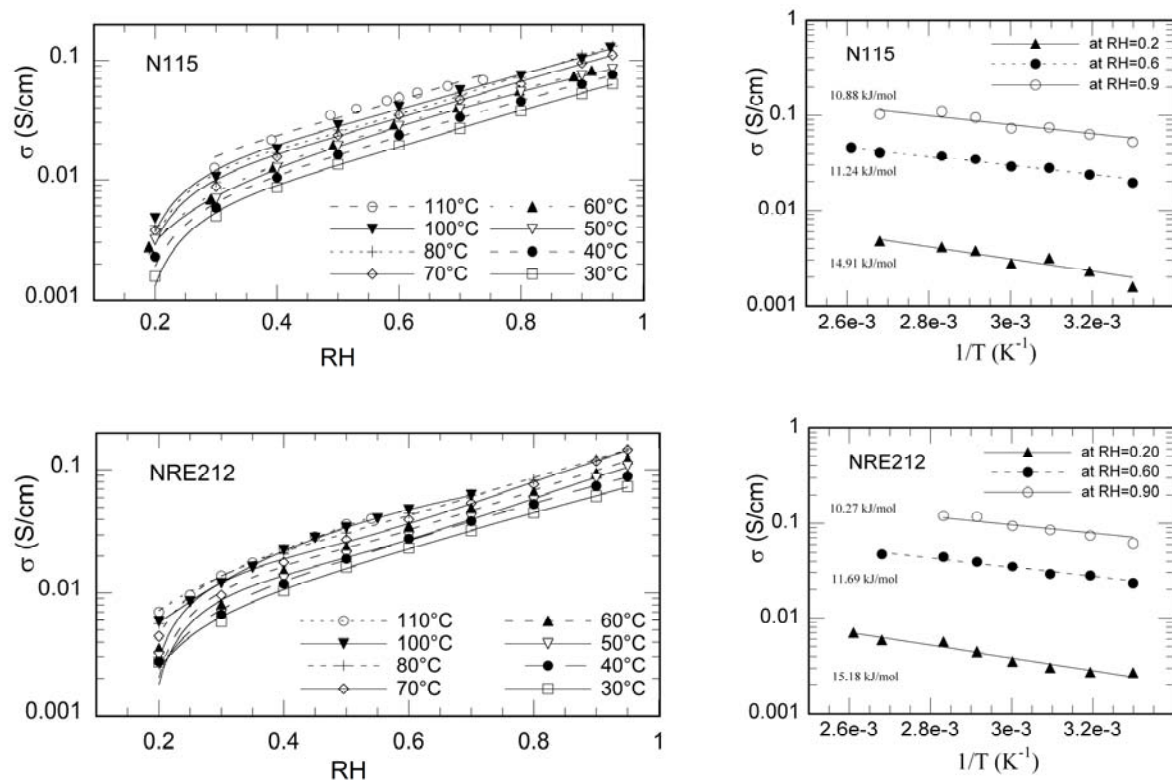 N115
0.1
σ (S/cm)
0.01
0.001
110°C
60°C
100°C
50°C
80°C
40°C
70°C
30°C
0.2
0.4
0.6
0.8
1
RH
1
N115
at RH=0.2
at RH=0.6
at RH=0.9
10.88 kJ/mol
0.1
σ (S/cm)
11.24 kJ/mol
0.01
14.91 kJ/mol
0.001
2.6e-3
2.8e-3
3e-3
3.2e-3
1/T (K⁻¹)
NRE212
0.1
σ (S/cm)
0.01
0.001
110°C
60°C
100°C
50°C
80°C
40°C
70°C
30°C
0.2
0.4
0.6
0.8
1
RH
1
NRE212
at RH=0.20
at RH=0.60
at RH=0.90
10.27 kJ/mol
0.1
σ (S/cm)
11.69 kJ/mol
0.01
15.18 kJ/mol
0.001
2.6e-3
2.8e-3
3e-3
3.2e-3
1/T (K⁻¹)